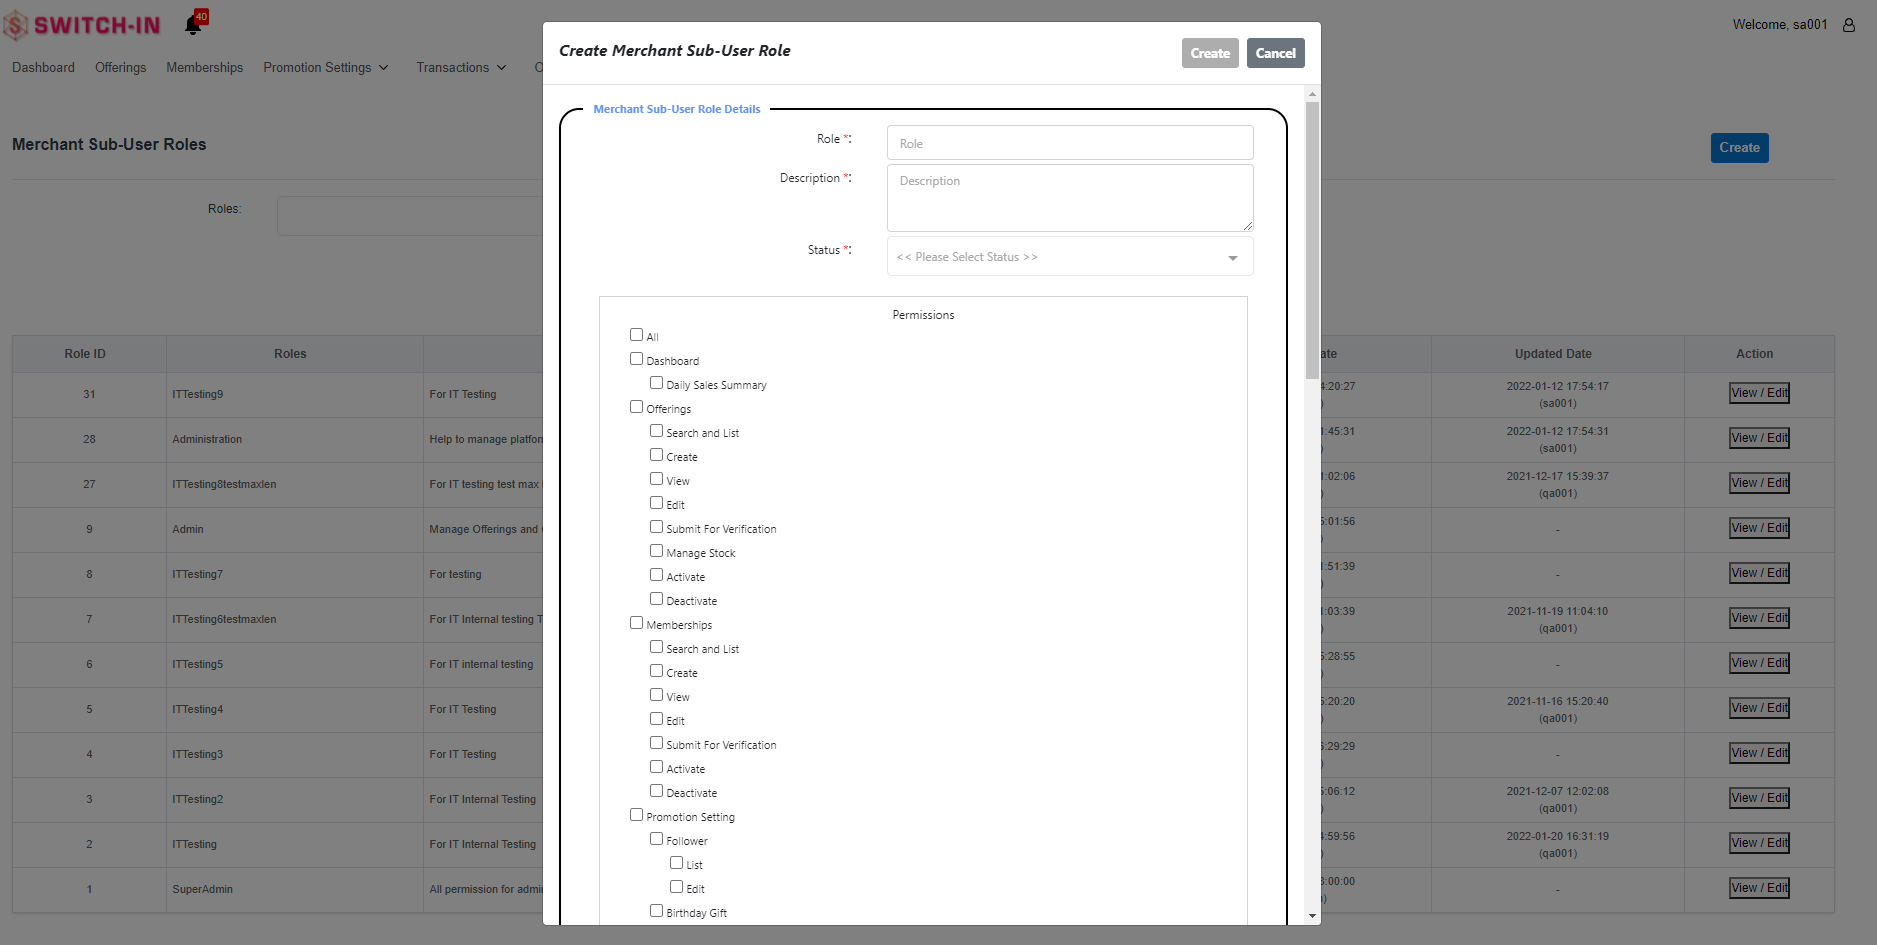 SWITCH-IN
40
Welcome, sa001
Dashboard Offerings Memberships Promotion Settings Transactions
Merchant Sub-User Roles
Create
Roles:
Role ID Roles Updated Date Action
31 ITTesting9 For IT Testing 4:20:27 2022-01-12 17:54:17 (sa001) View / Edit
28 Administration Help to manage 1:45:31 2022-01-12 17:54:31 (sa001) View / Edit
27 ITTesting8testmaxlen For IT testing test max 1:02:06 2021-12-17 15:39:37 (qa001) View / Edit
9 Admin Manage Offerings and 5:01:56 - View / Edit
8 ITTesting7 For testing 1:51:39 - View / Edit
7 ITTesting6testmaxlen For IT Internal testing T 1:03:39 2021-11-19 11:04:10 (qa001) View / Edit
6 ITTesting5 For IT internal testing 5:28:55 - View / Edit
5 ITTesting4 For IT Testing 5:20:20 2021-11-16 15:20:40 (qa001) View / Edit
4 ITTesting3 For IT Testing 5:29:29 - View / Edit
3 ITTesting2 For IT Internal Testing 5:06:12 2021-12-07 12:02:08 (qa001) View / Edit
2 ITTesting For IT Internal Testing 4:59:56 2022-01-20 16:31:19 (qa001) View / Edit
1 SuperAdmin All permission for :00:00 - View / Edit
Create Merchant Sub-User Role
Create Cancel
Merchant Sub-User Role Details
Role *: Role
Description *: Description
Status *: << Please Select Status >>
Permissions
All
Dashboard
Daily Sales Summary
Offerings
Search and List
Create
View
Edit
Submit For Verification
Manage Stock
Activate
Deactivate
Memberships
Search and List
Create
View
Edit
Submit For Verification
Activate
Deactivate
Promotion Setting
Follower
List
Edit
Birthday Gift